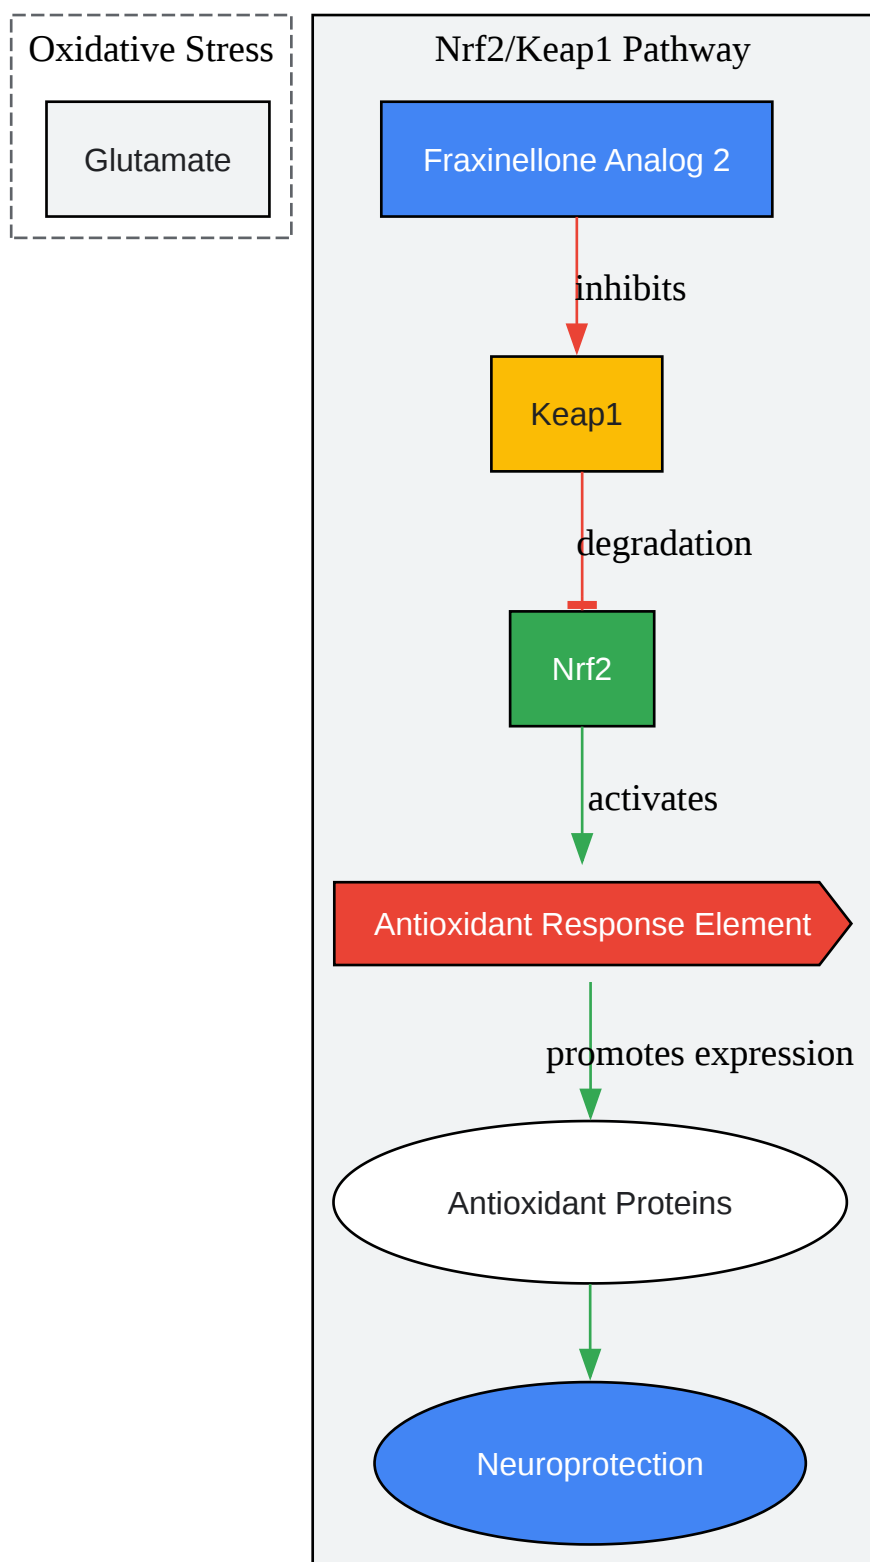 Oxidative Stress
Glutamate
Nrf2/Keap1 Pathway
Fraxinellone Analog 2
inhibits
Keap1
degradation
Nrf2
activates
Antioxidant Response Element
promotes expression
Antioxidant Proteins
Neuroprotection